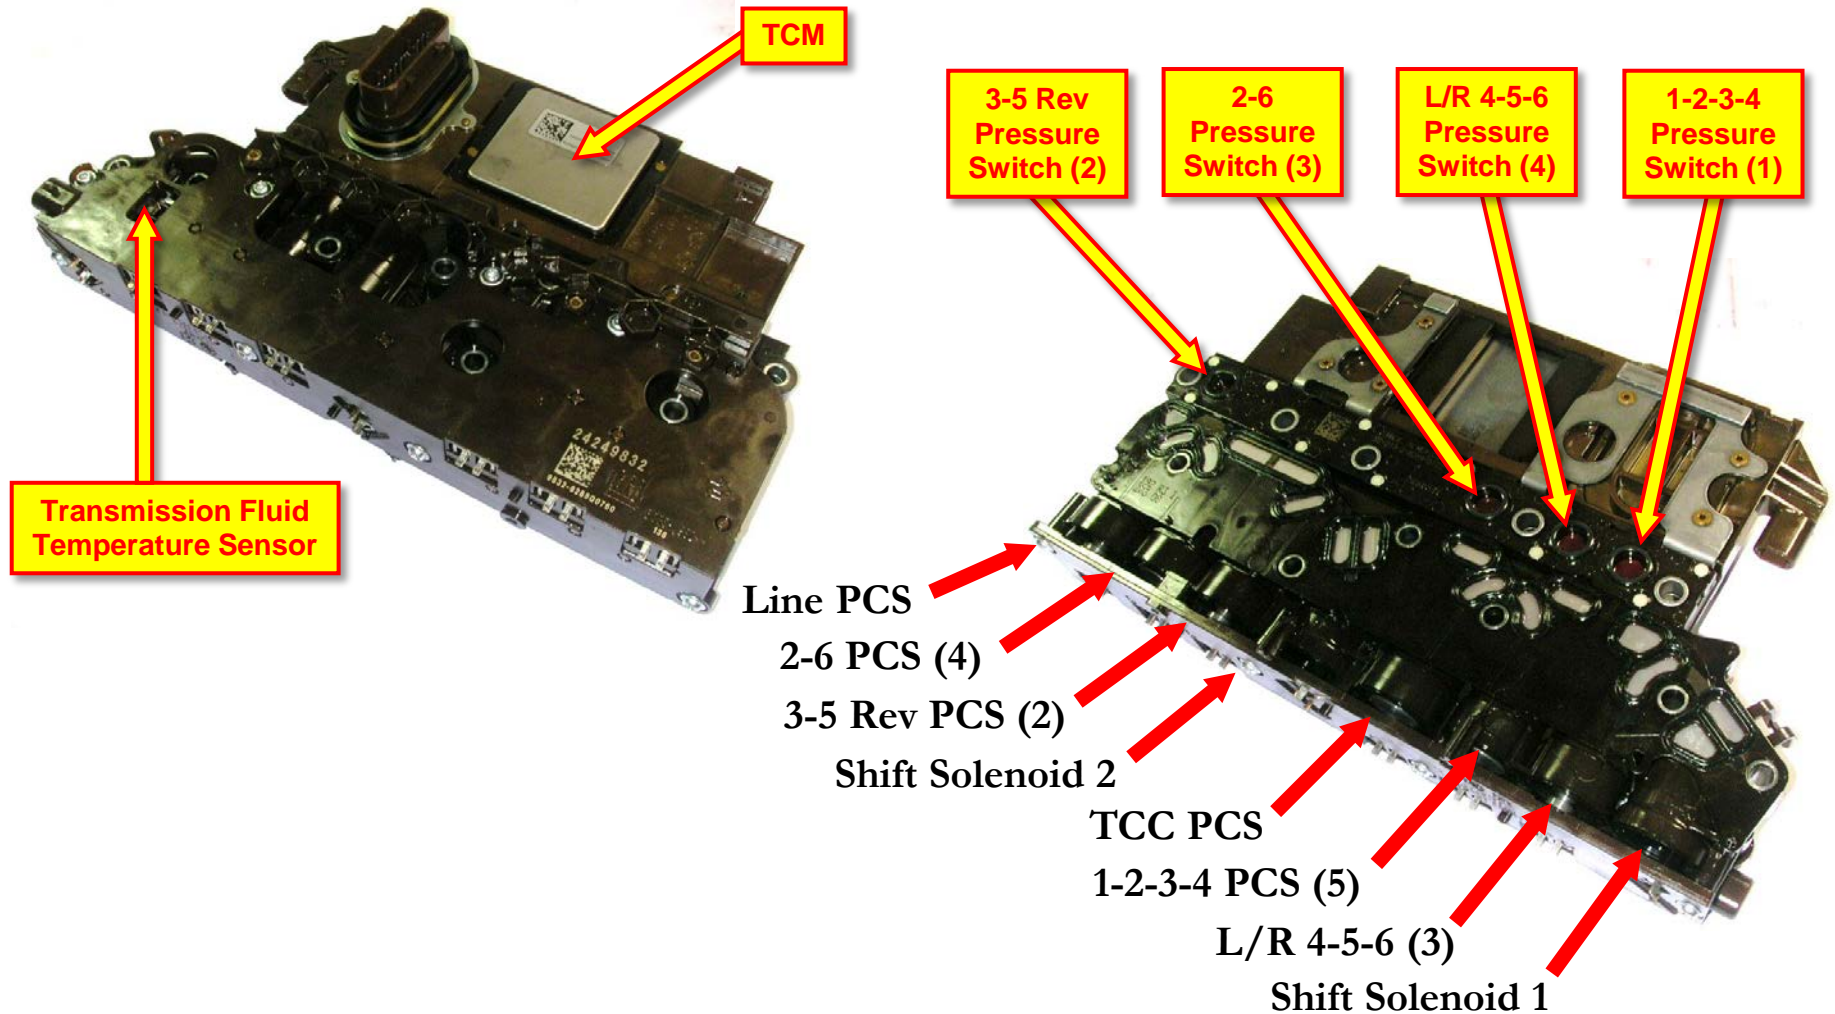 TCM
3-5 Rev
Pressure
Switch (2)
2-6
Pressure
Switch (3)
L/R 4-5-6
Pressure
Switch (4)
1-2-3-4
Pressure
Switch (1)
24249832
Transmission Fluid
Temperature Sensor
Line PCS
2-6 PCS (4)
3-5 Rev PCS (2)
Shift Solenoid 2
TCC PCS
1-2-3-4 PCS (5)
L/R 4-5-6 (3)
Shift Solenoid 1